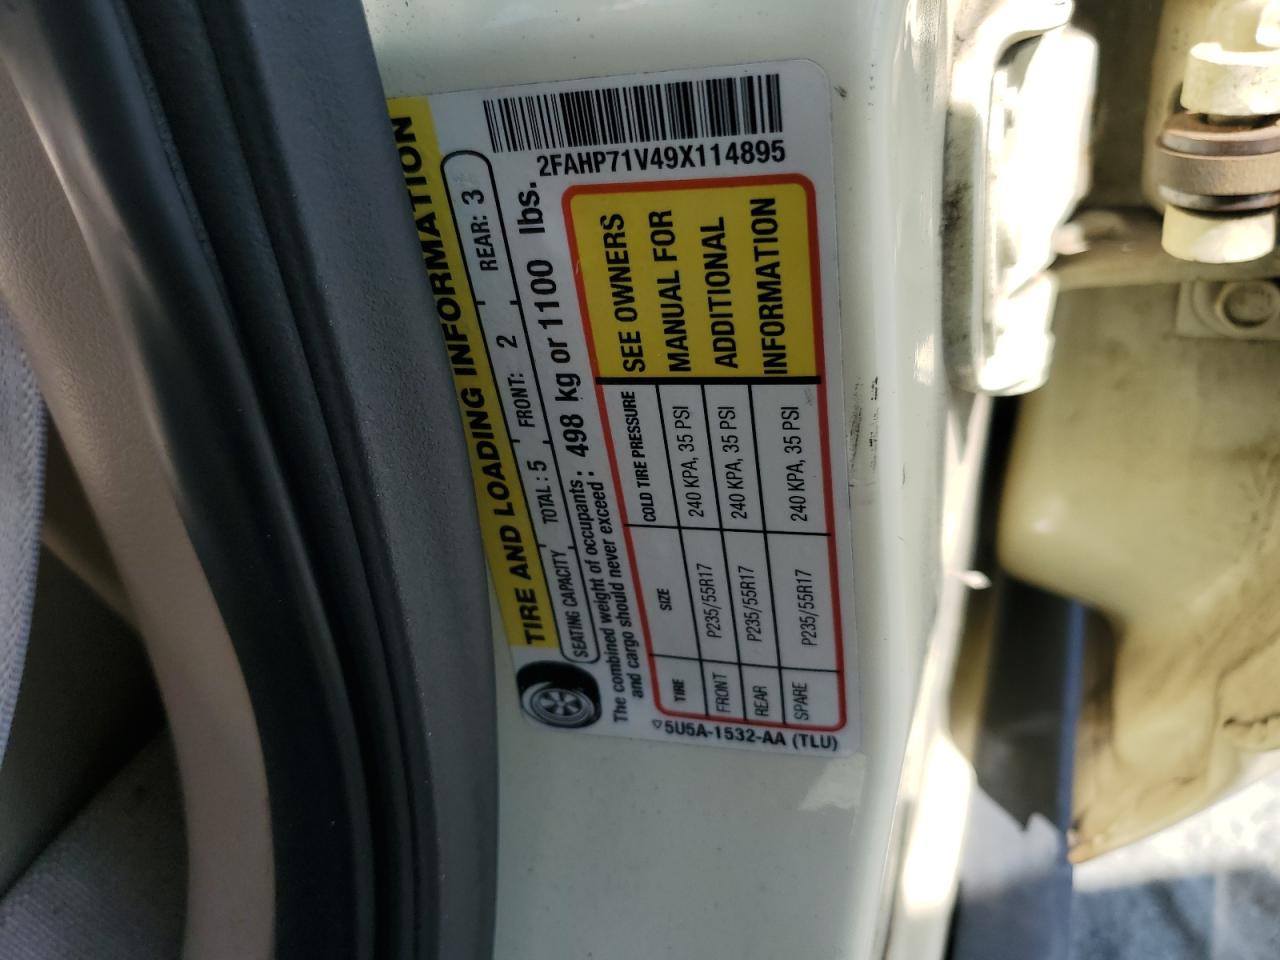 2FAHP71V49X114895
TIRE AND LOADING INFORMATION
SEATING CAPACITY TOTAL: 5 FRONT: 2 REAR: 3
The combined weight of occupants: 498 kg or 1100 lbs.
and cargo should never exceed:
TIRE SIZE COLD TIRE PRESSURE
FRONT P235/55R17 240 KPA, 35 PSI
REAR P235/55R17 240 KPA, 35 PSI
SPARE P235/55R17 240 KPA, 35 PSI
SEE OWNERS
MANUAL FOR
ADDITIONAL
INFORMATION
5U5A-1532-AA (TLU)